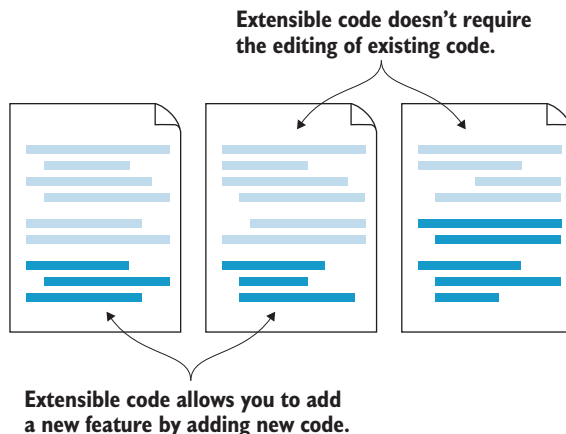 Extensible code doesn't require
the editing of existing code.
Extensible code allows you to add
a new feature by adding new code.